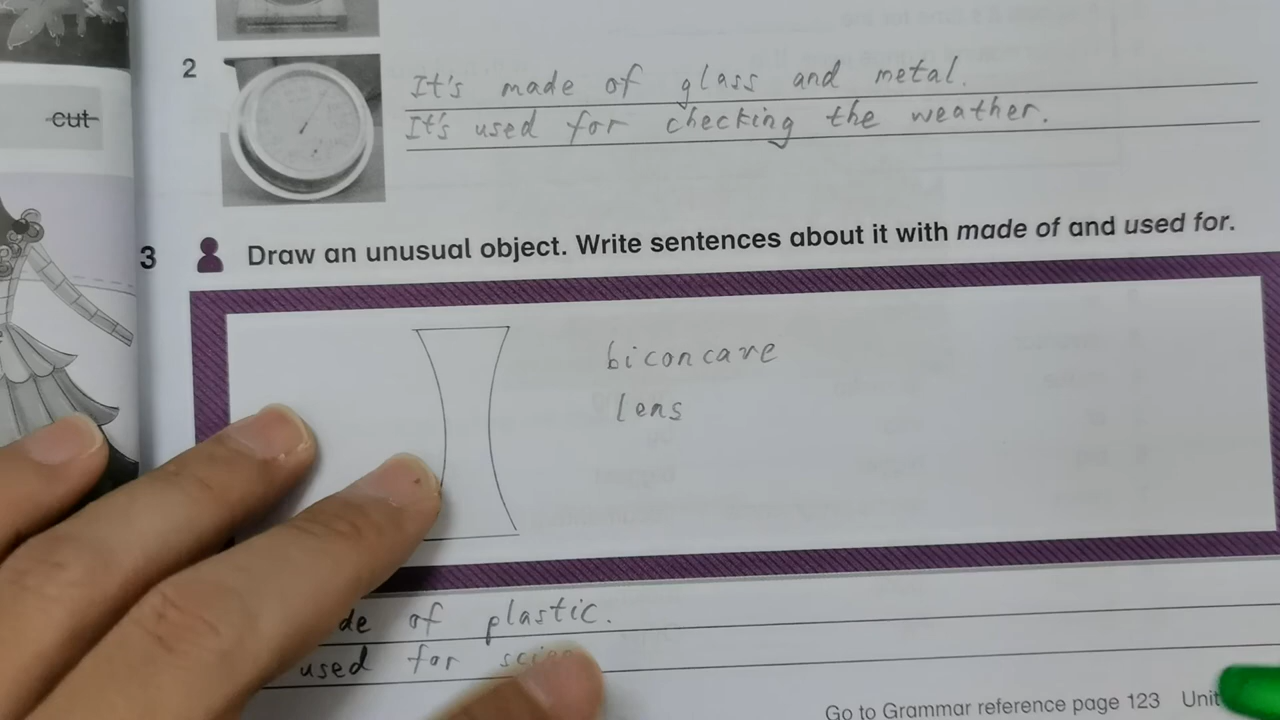 cut
2
It's made of glass and metal.
It's used for checking the weather.
3 Draw an unusual object. Write sentences about it with made of and used for.
biconcave
lens
de of plastic.
used for
Go to Grammar reference page 123 Unit